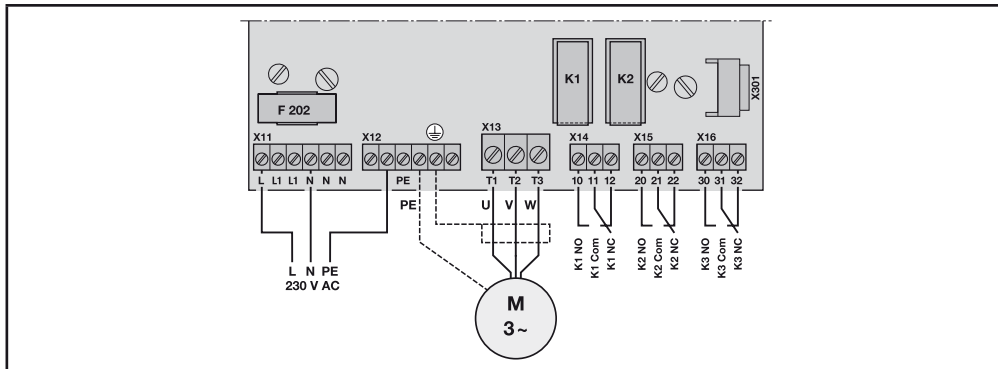 K1 K2
X301
F 202
X11 X12 X13 X14 X15 X16
L L1 L1 N N N PE T1 T2 T3 10 11 12 20 21 22 30 31 32
PE U V W
K1 NO
K1 Com
K1 NC
K2 NO
K2 Com
K2 NC
K3 NO
K3 Com
K3 NC
L N PE
230 V AC
M
3~